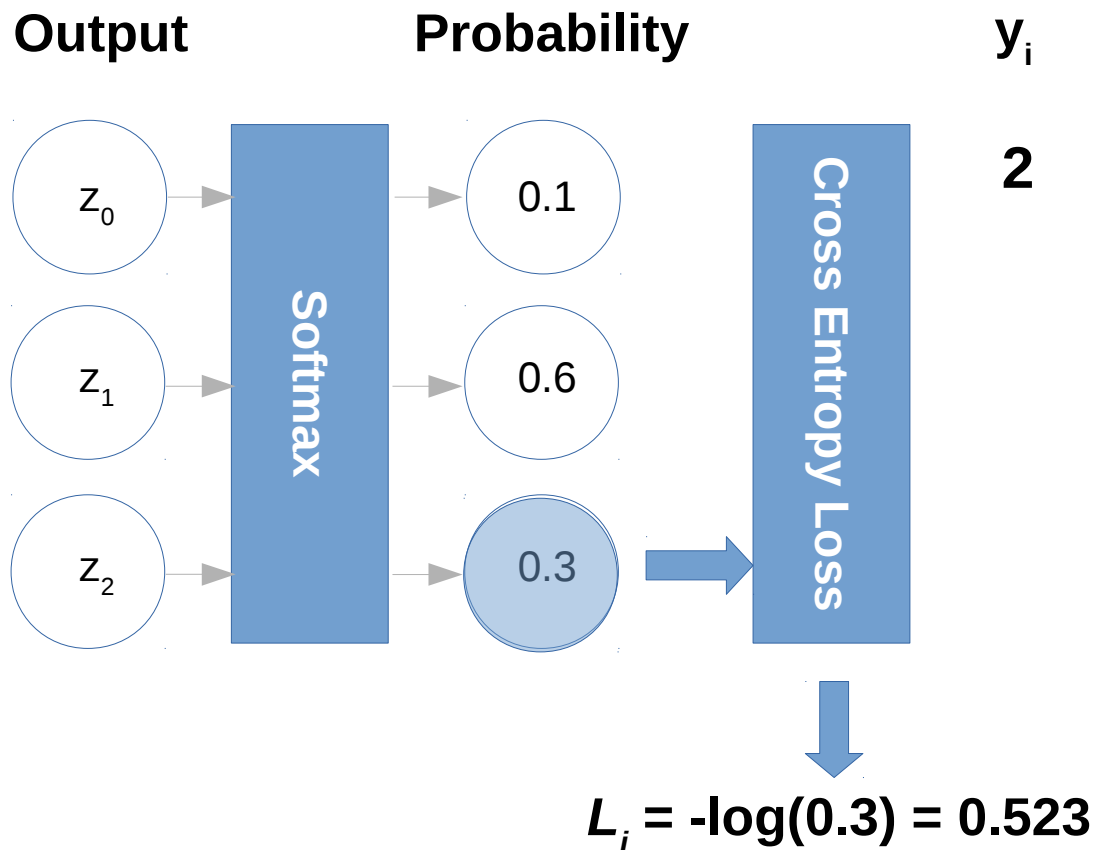 Output Probability yᵢ
2
z₀ 0.1
z₁ 0.6
z₂ 0.3
Softmax
Cross Entropy Loss
Lᵢ = -log(0.3) = 0.523